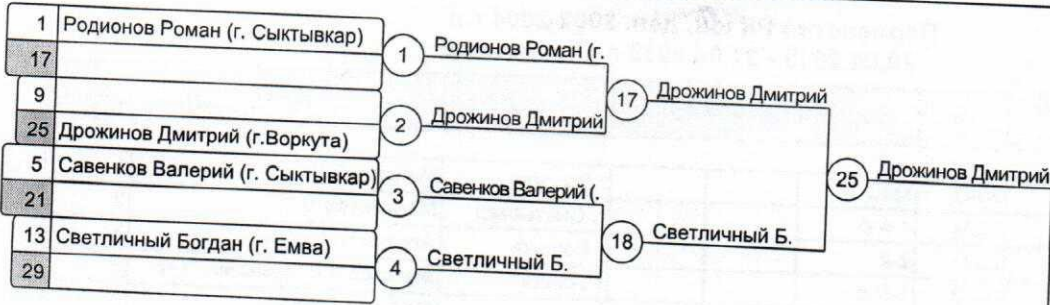 1 Родионов Роман (г. Сыктывкар)
17
1 Родионов Роман (г.
9
17 Дрожинов Дмитрий
25 Дрожинов Дмитрий (г.Воркута)
2 Дрожинов Дмитрий
5 Савенков Валерий (г. Сыктывкар)
25 Дрожинов Дмитрий
21
3 Савенков Валерий (.
13 Светличный Богдан (г. Емва)
18 Светличный Б.
29
4 Светличный Б.